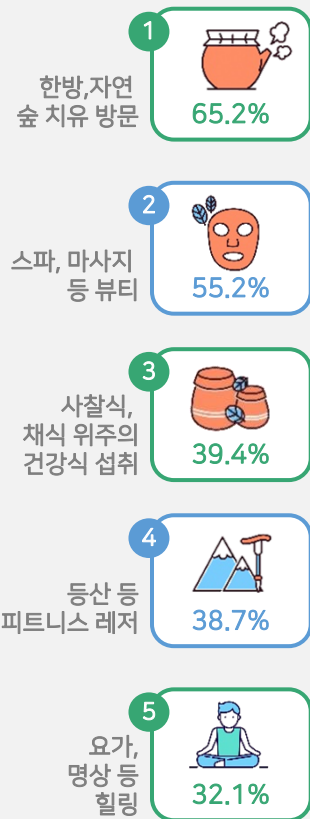 1
한방,자연
숲 치유 방문
65.2%
2
스파, 마사지
등 뷰티
55.2%
3
사찰식,
채식 위주의
건강식 섭취
39.4%
4
등산 등
피트니스 레저
38.7%
5
요가,
명상 등
힐링
32.1%